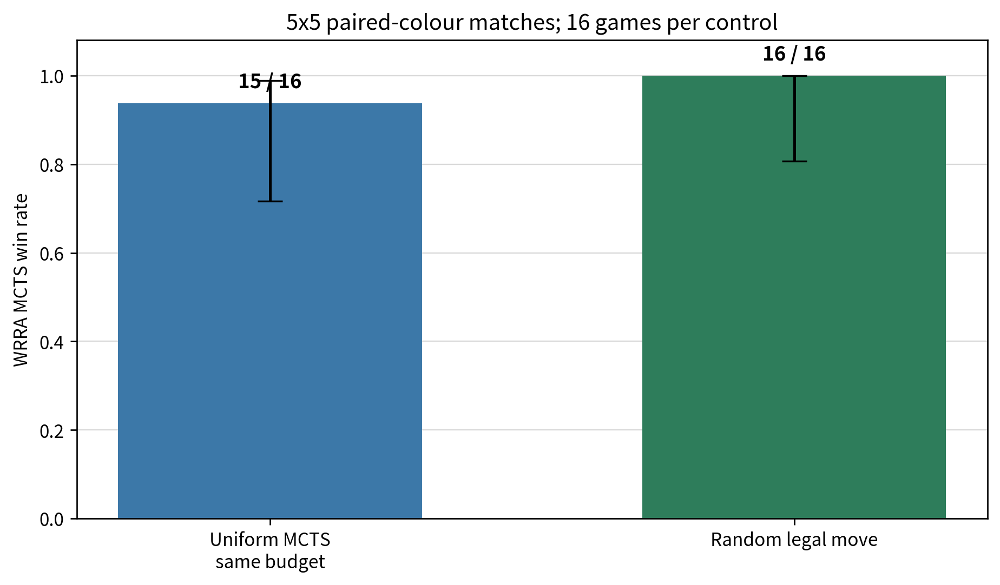 5x5 paired-colour matches; 16 games per control
16 / 16
15 / 16
1.0
0.8
0.6
0.4
0.2
0.0
WRRA MCTS win rate
Uniform MCTS
same budget
Random legal move